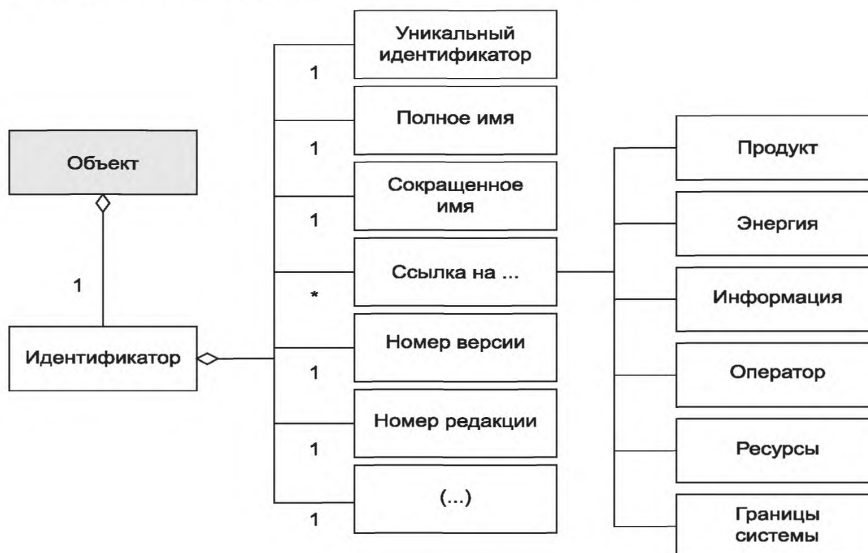 Уникальный
идентификатор
1
Полное имя
1
Сокращенное
имя
1
Ссылка на ...
*
Номер версии
1
Номер редакции
1
(...)
1
Объект
1
Идентификатор
Продукт
Энергия
Информация
Оператор
Ресурсы
Границы
системы